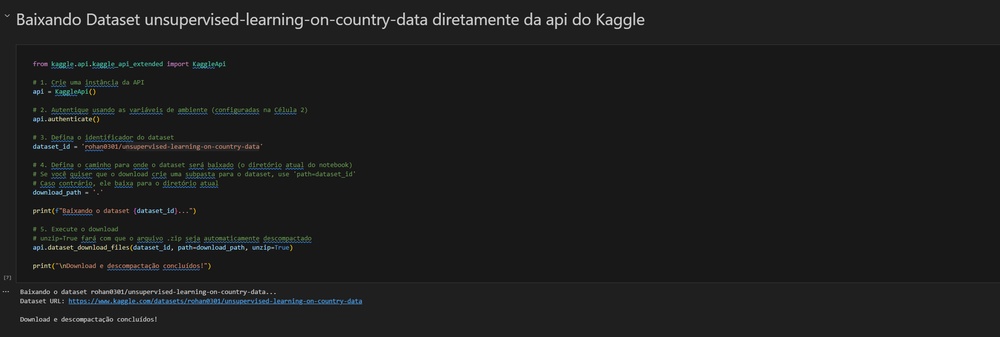 Baixando Dataset unsupervised-learning-on-country-data diretamente da api do Kaggle
from kaggle.api.kaggle_api_extended import KaggleApi
# 1. Crie uma instância da API
api = KaggleApi()
# 2. Autentique usando as variáveis de ambiente (configuradas na Célula 2)
api.authenticate()
# 3. Defina o identificador do dataset
dataset_id = 'rohan0301/unsupervised-learning-on-country-data'
# 4. Defina o caminho para onde o dataset será baixado (o diretório atual do notebook)
# Se você quiser que o download crie uma subpasta para o dataset, use 'path=dataset_id'
# Caso contrário, ele baixa para o diretório atual
download_path = '.'
print(f"Baixando o dataset {dataset_id}...")
# 5. Execute o download
# unzip=True fará com que o arquivo .zip seja automaticamente descompactado
api.dataset_download_files(dataset_id, path=download_path, unzip=True)
print("\nDownload e descompactação concluídos!")
[7]
... Baixando o dataset rohan0301/unsupervised-learning-on-country-data...
Dataset URL: https://www.kaggle.com/datasets/rohan0301/unsupervised-learning-on-country-data
Download e descompactação concluídos!